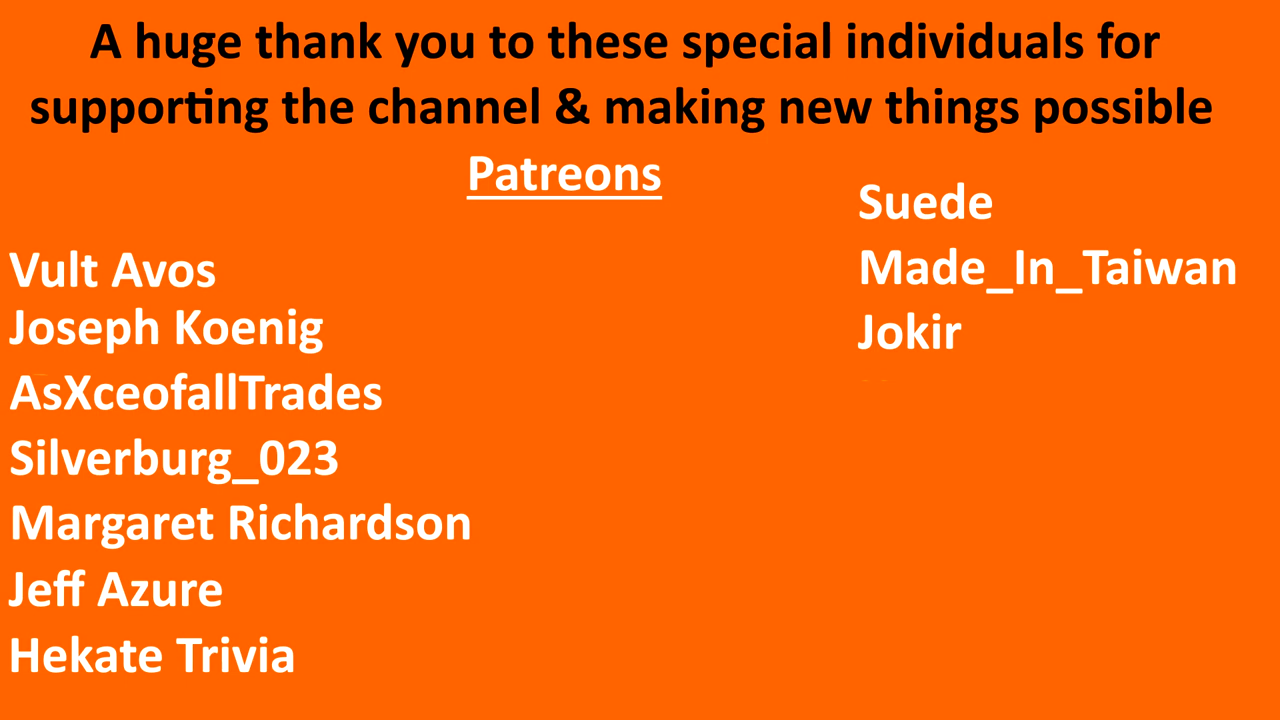 A huge thank you to these special individuals for
supporting the channel & making new things possible
Patreons
Vult Avos
Joseph Koenig
AsXceofallTrades
Silverburg_023
Margaret Richardson
Jeff Azure
Hekate Trivia
Suede
Made_In_Taiwan
Jokir